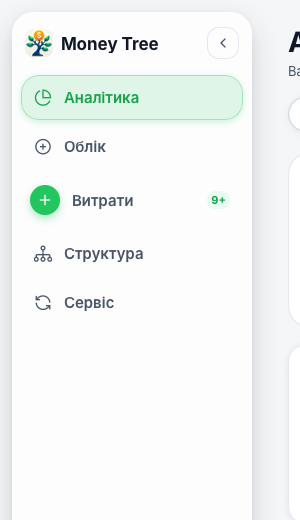 Money Tree
Аналітика
Облік
Витрати
9+
Структура
Сервіс